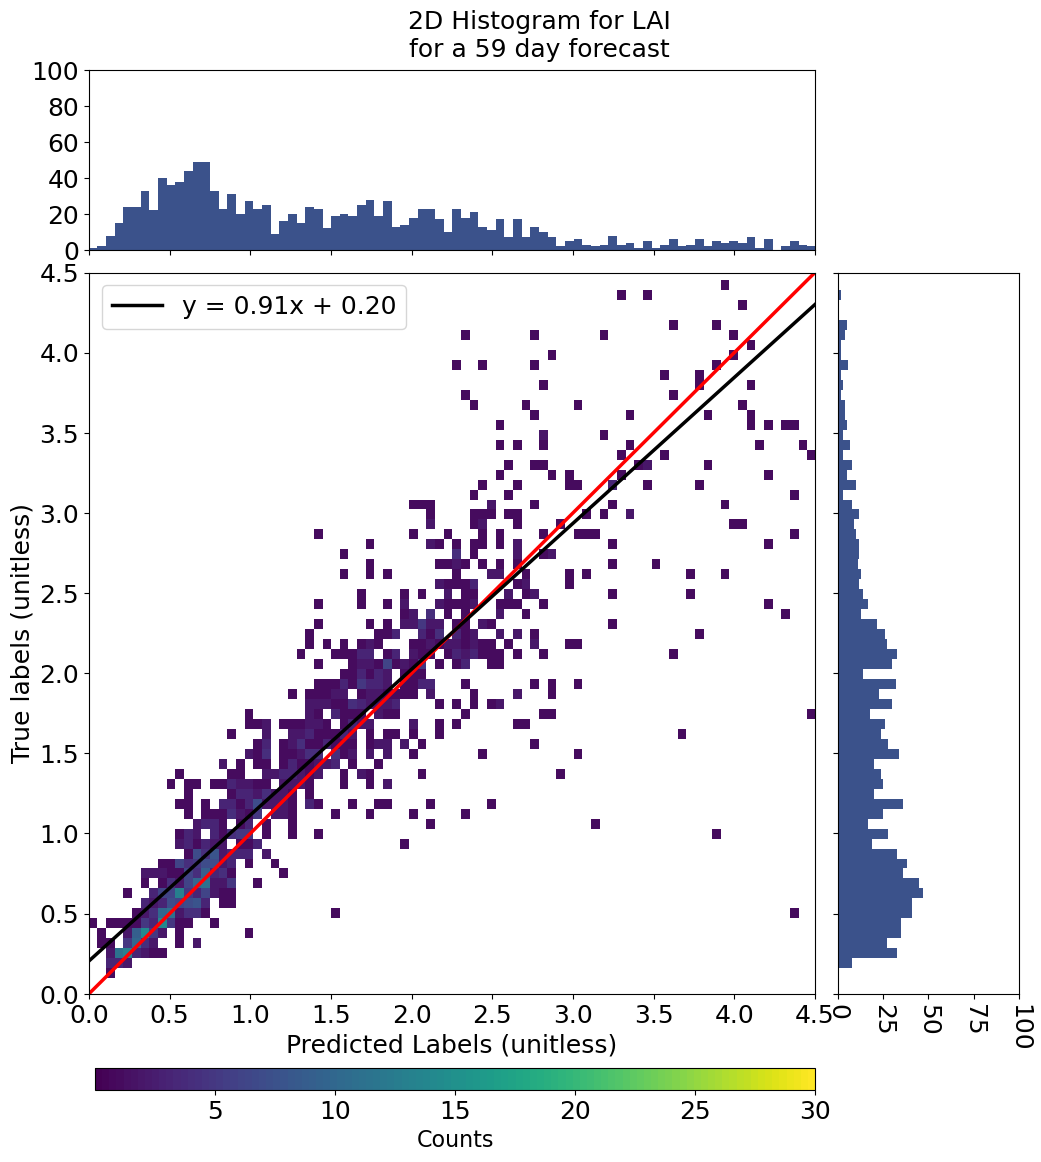 2D Histogram for LAI
for a 59 day forecast
100
80
60
40
20
0
4.5
y = 0.91x + 0.20
4.0
3.5
3.0
2.5
2.0
1.5
1.0
0.5
0.0
True labels (unitless)
0.0 0.5 1.0 1.5 2.0 2.5 3.0 3.5 4.0 4.5
0 25 50 75 100
Predicted Labels (unitless)
5 10 15 20 25 30
Counts